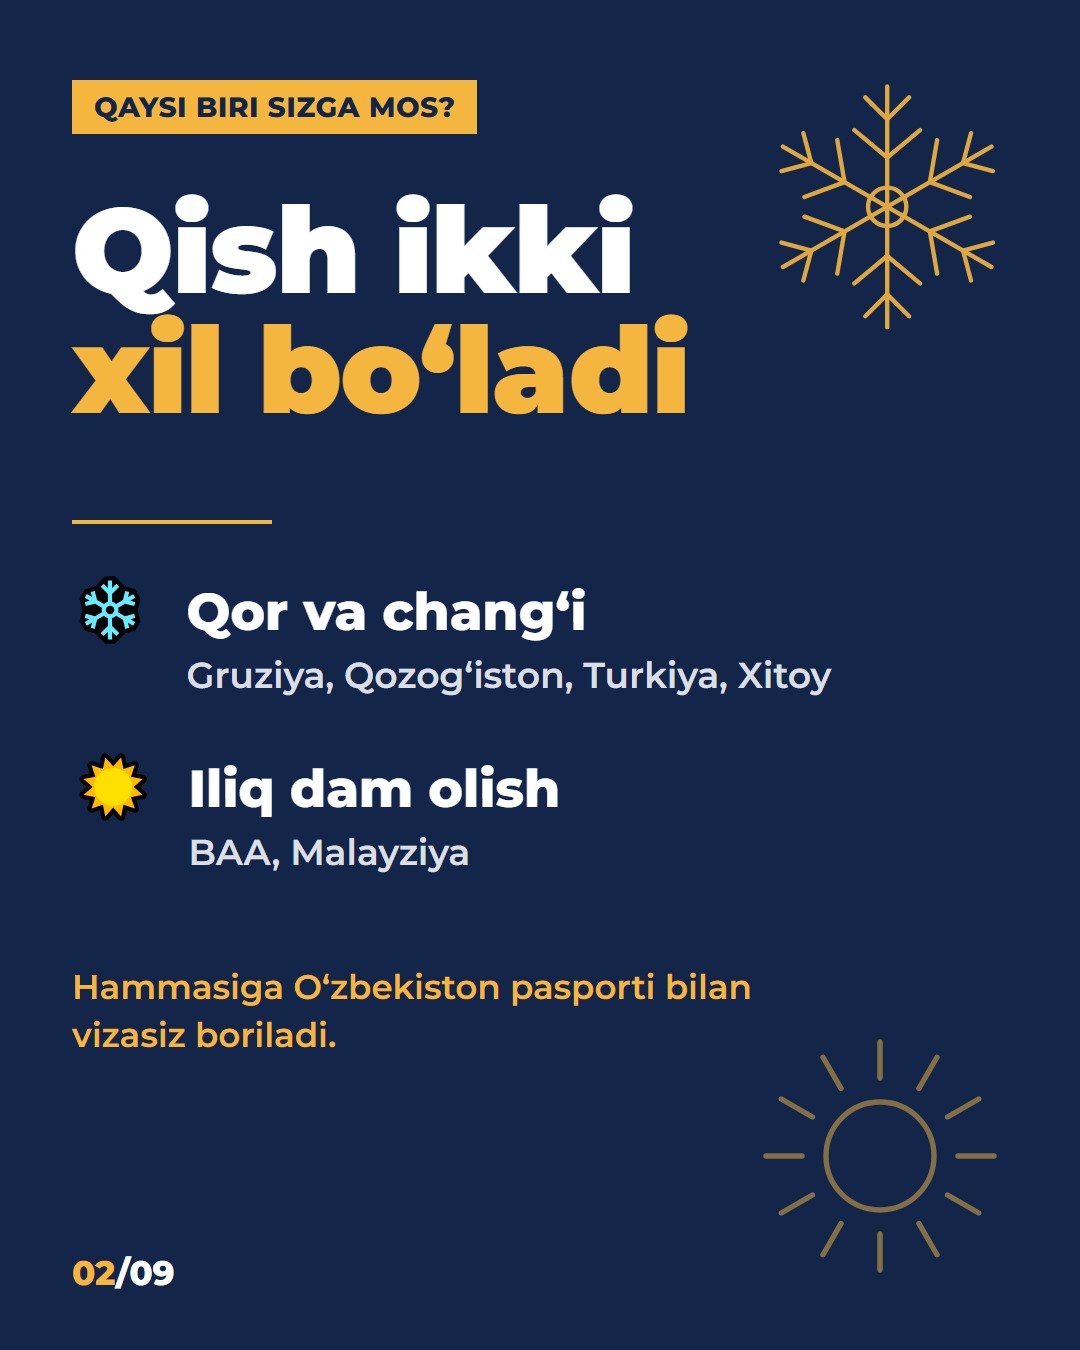 QAYSI BIRI SIZGA MOS?
Qish ikki
xil bo‘ladi
Qor va chang‘i
Gruziya, Qozog‘iston, Turkiya, Xitoy
Iliq dam olish
BAA, Malayziya
Hammasiga O‘zbekiston pasporti bilan
vizasiz boriladi.
02/09